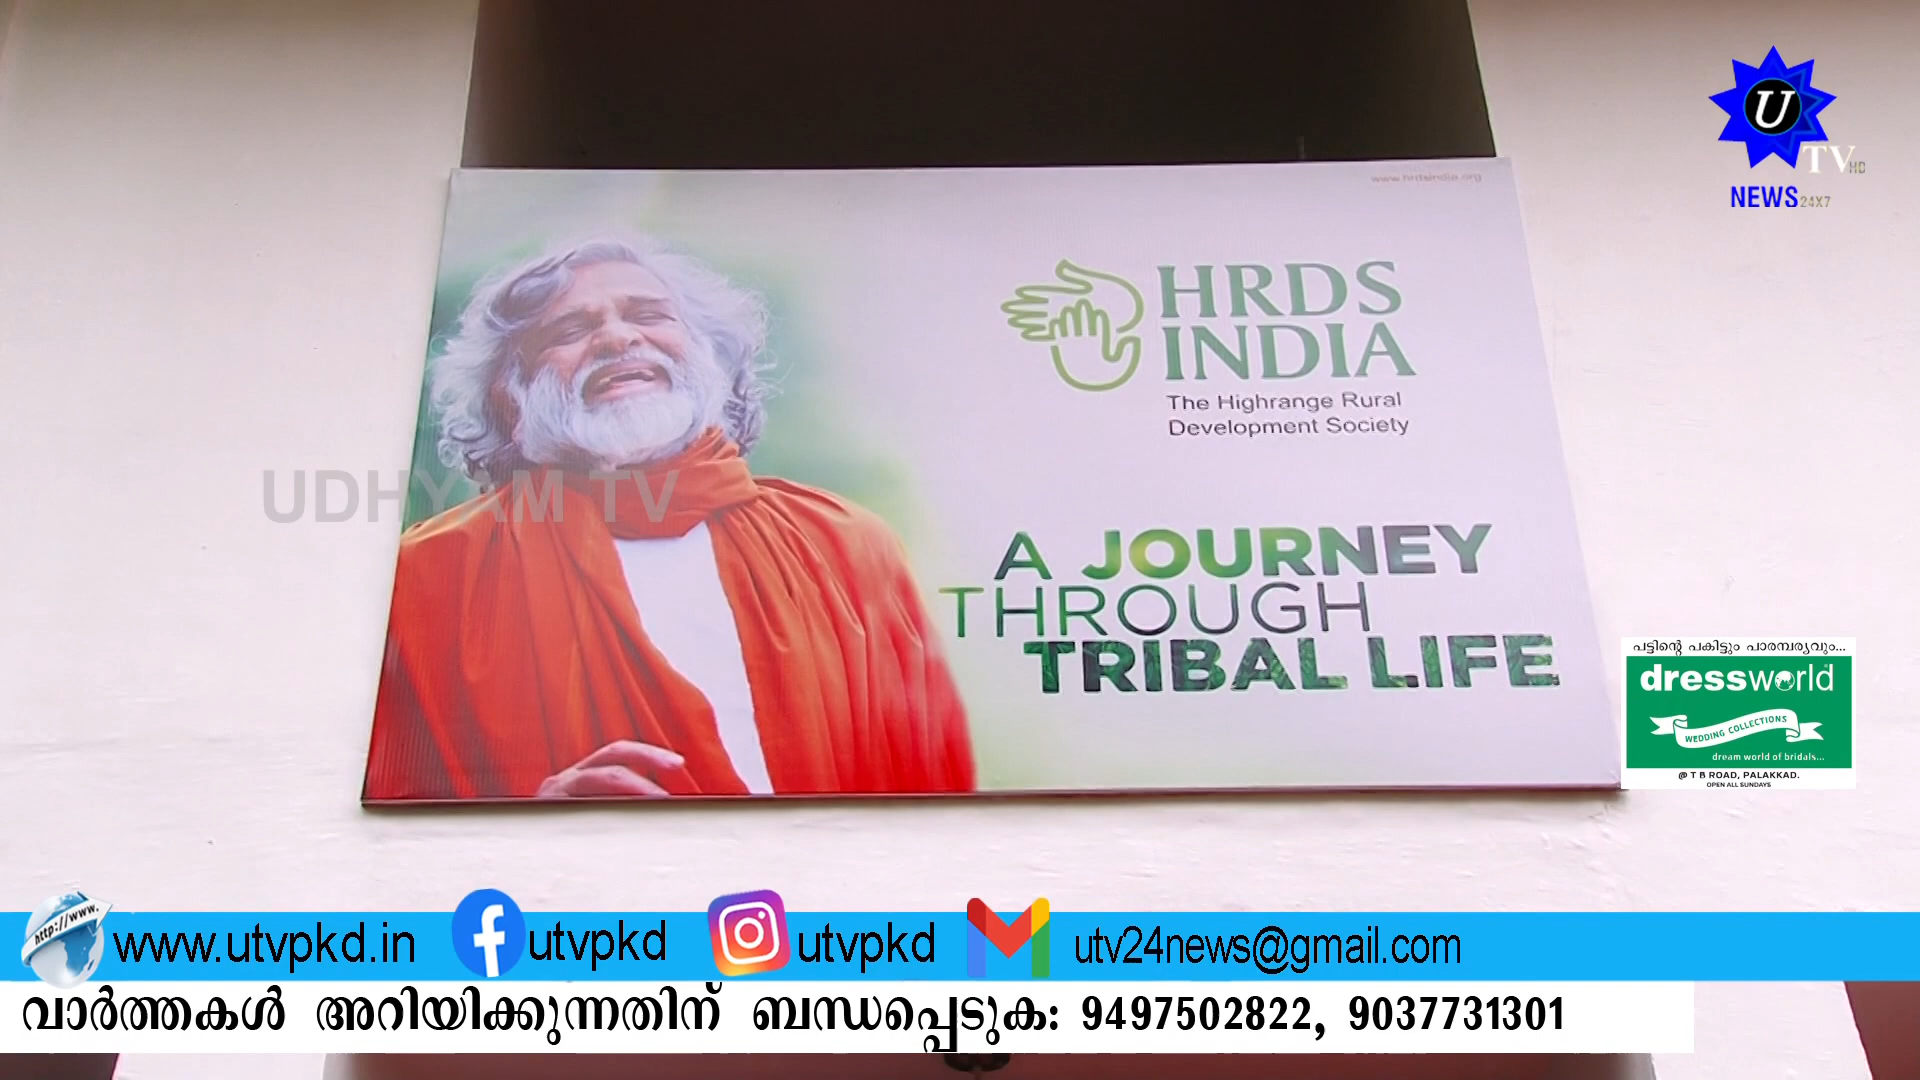 U
TV HD
NEWS 24X7
www.hrdsindia.org
HRDS
INDIA
The Highrange Rural
Development Society
UDHYAM TV
A JOURNEY
THROUGH
TRIBAL LIFE
പട്ടിന്റെ പകിട്ടും പാരമ്പര്യവും...
dressworld
WEDDING COLLECTIONS
dream world of bridals...
@ T B ROAD, PALAKKAD.
OPEN ALL SUNDAYS
http://www. www.utvpkd.in utvpkd utvpkd utv24news@gmail.com
വാർത്തകൾ അറിയിക്കുന്നതിന് ബന്ധപ്പെടുക: 9497502822, 9037731301